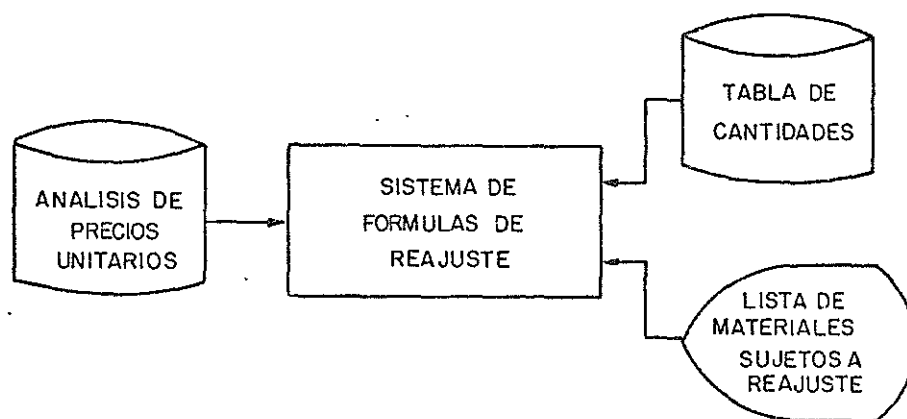 ANALISIS DE
PRECIOS
UNITARIOS
SISTEMA DE
FORMULAS DE
REAJUSTE
TABLA DE
CANTIDADES
LISTA DE
MATERIALES
SUJETOS A
REAJUSTE